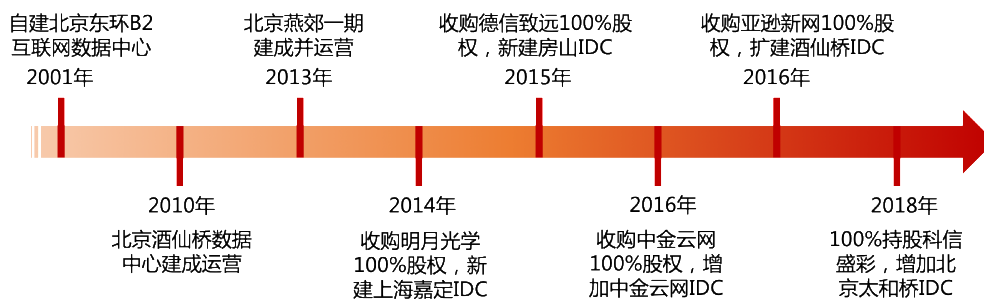 自建北京东环B2
互联网数据中心
2001年
北京燕郊一期
建成并运营
2013年
收购德信致远100%股
权，新建房山IDC
2015年
收购亚逊新网100%股
权，扩建酒仙桥IDC
2016年
2010年
北京酒仙桥数据
中心建成运营
2014年
收购明月光学
100%股权，新
建上海嘉定IDC
2016年
收购中金云网
100%股权，增
加中金云网IDC
2018年
100%持股科信
盛彩，增加北
京太和桥IDC